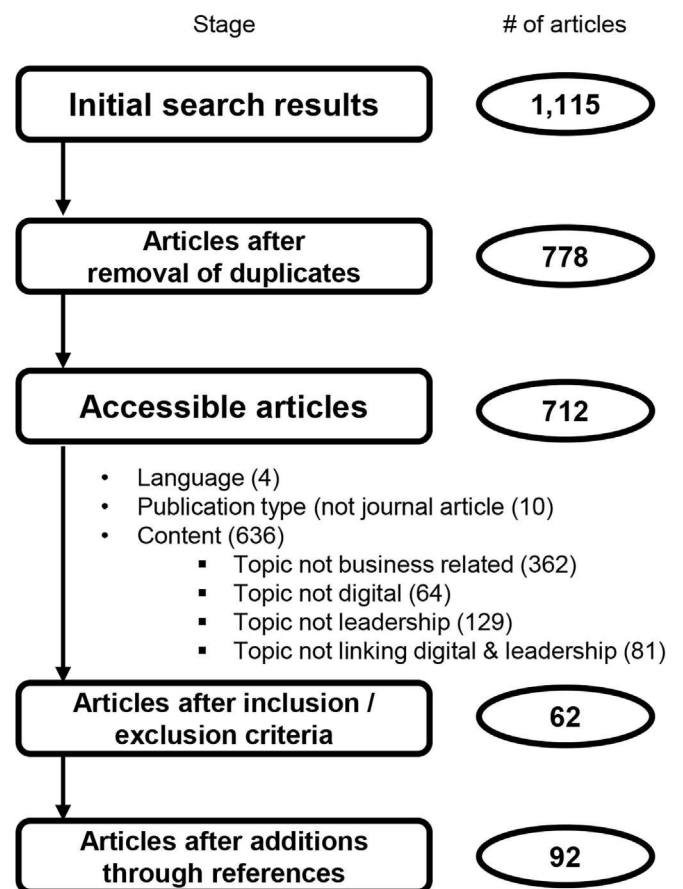 Stage # of articles
Initial search results 1,115
Articles after
removal of duplicates 778
Accessible articles 712
• Language (4)
• Publication type (not journal article (10)
• Content (636)
▪ Topic not business related (362)
▪ Topic not digital (64)
▪ Topic not leadership (129)
▪ Topic not linking digital & leadership (81)
Articles after inclusion /
exclusion criteria 62
Articles after additions
through references 92